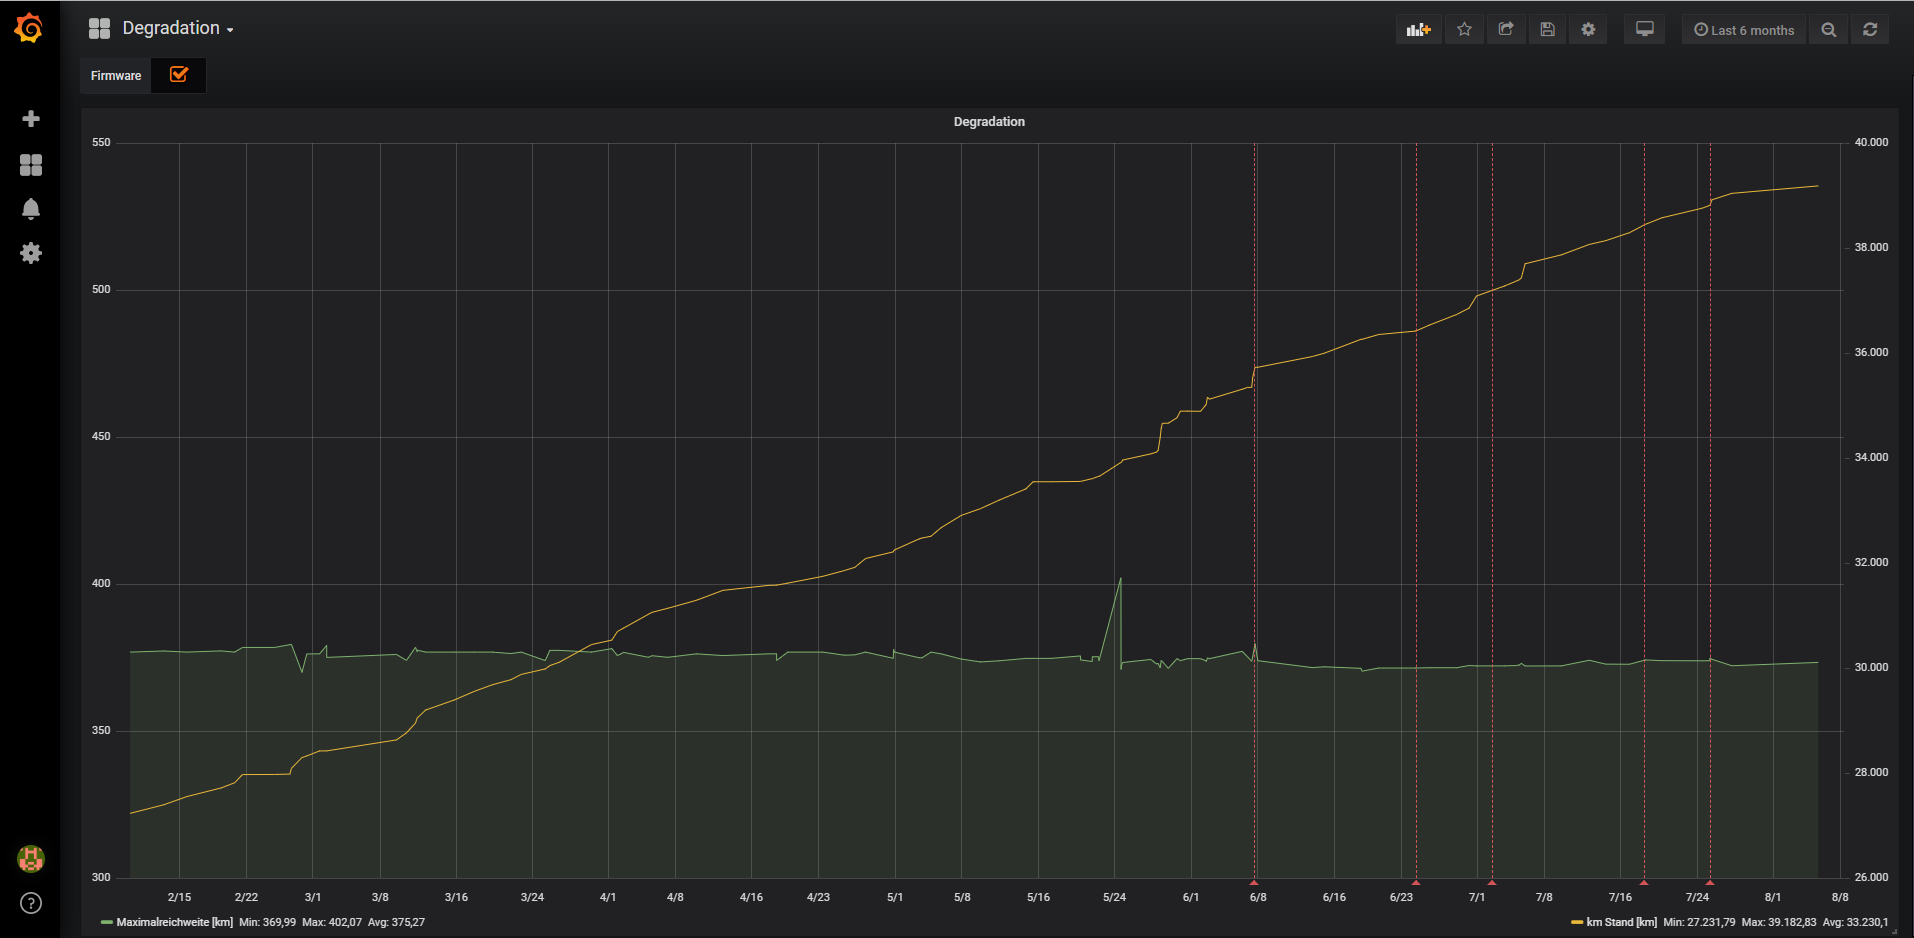 Degradation
Last 6 months
Firmware
Degradation
550
500
450
400
350
300
40.000
38.000
36.000
34.000
32.000
30.000
28.000
26.000
2/15 2/22 3/1 3/8 3/16 3/24 4/1 4/8 4/16 4/23 5/1 5/8 5/16 5/24 6/1 6/8 6/16 6/23 7/1 7/8 7/16 7/24 8/1 8/8
Maximalreichweite [km] Min: 369,99 Max: 402,07 Avg: 375,27
km Stand [km] Min: 27.231,79 Max: 39.182,83 Avg: 33.230,1